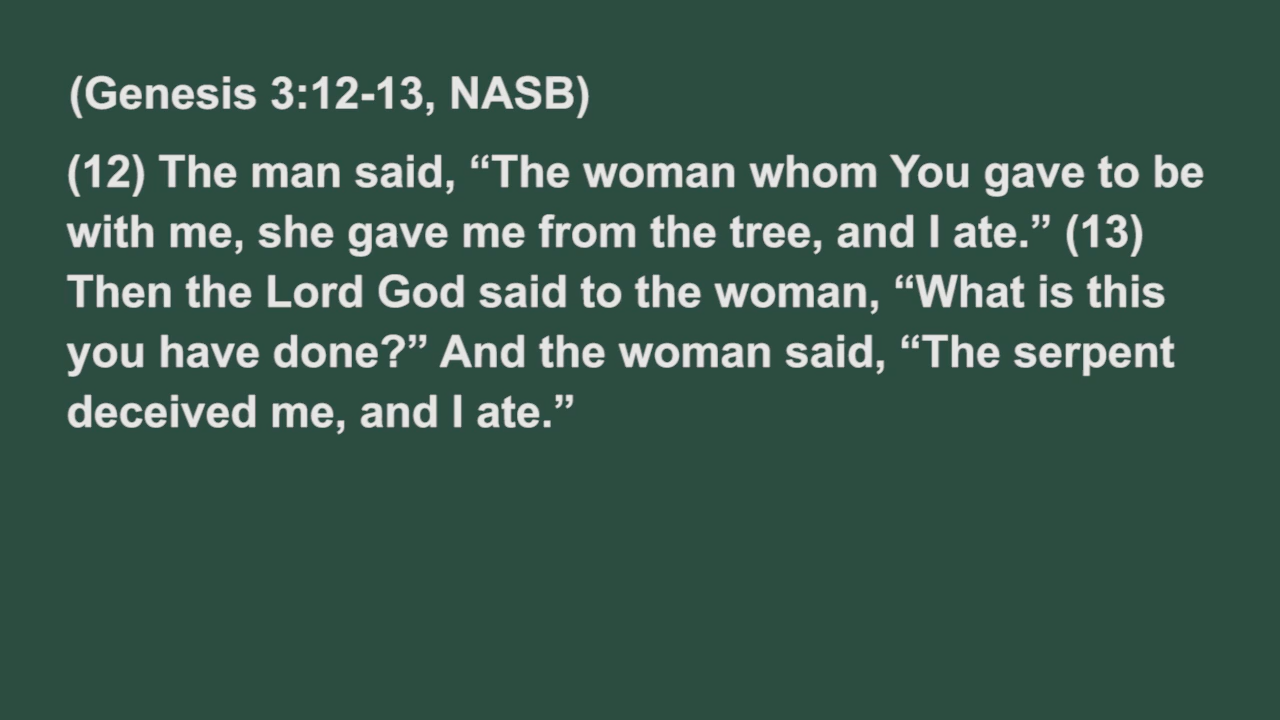 (Genesis 3:12-13, NASB)
(12) The man said, “The woman whom You gave to be
with me, she gave me from the tree, and I ate.” (13)
Then the Lord God said to the woman, “What is this
you have done?” And the woman said, “The serpent
deceived me, and I ate.”